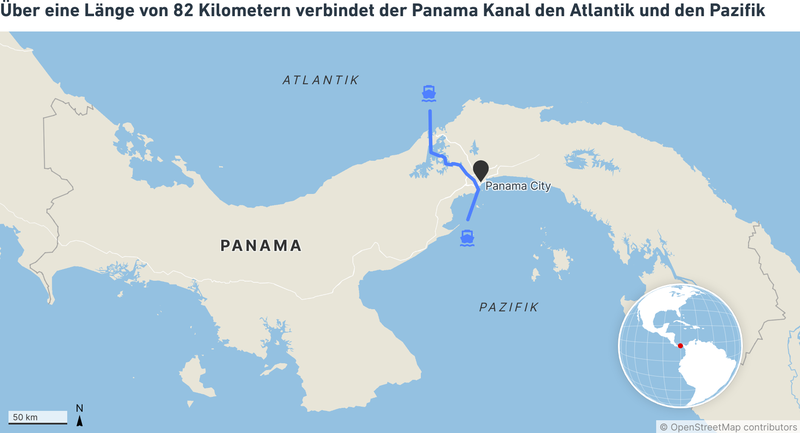 Über eine Länge von 82 Kilometern verbindet der Panama Kanal den Atlantik und den Pazifik
ATLANTIK
Panama City
PANAMA
PAZIFIK
50 km
N
© OpenStreetMap contributors